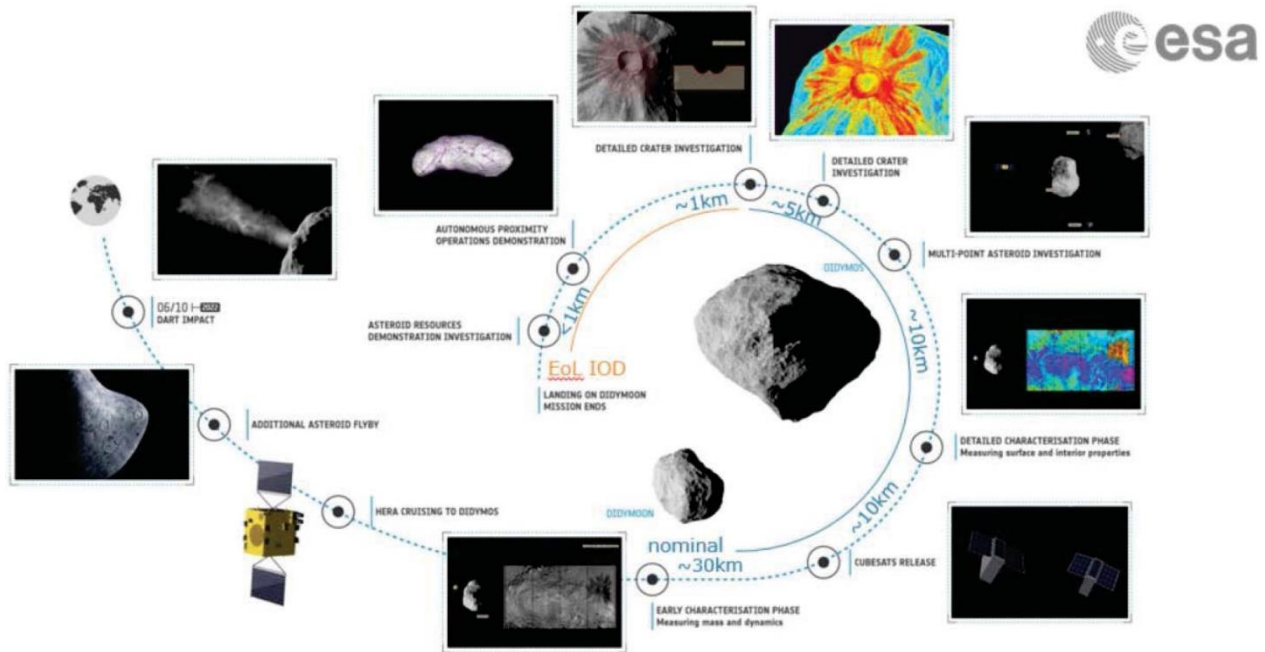 esa
DETAILED CRATER INVESTIGATION
DETAILED CRATER
INVESTIGATION
~1km
~5km
AUTONOMOUS PROXIMITY
OPERATIONS DEMONSTRATION
MULTI-POINT ASTEROID INVESTIGATION
DIDYMOS
06/10 2022
DART IMPACT
ASTEROID RESOURCES
DEMONSTRATION INVESTIGATION
<1km
~10km
EoL IOD
LANDING ON DIDYMOON
MISSION ENDS
ADDITIONAL ASTEROID FLYBY
DETAILED CHARACTERISATION PHASE
Measuring surface and interior properties
HERA CRUISING TO DIDYMOS
DIDYMOON
~10km
nominal
~30km
CUBESATS RELEASE
EARLY CHARACTERISATION PHASE
Measuring mass and dynamics